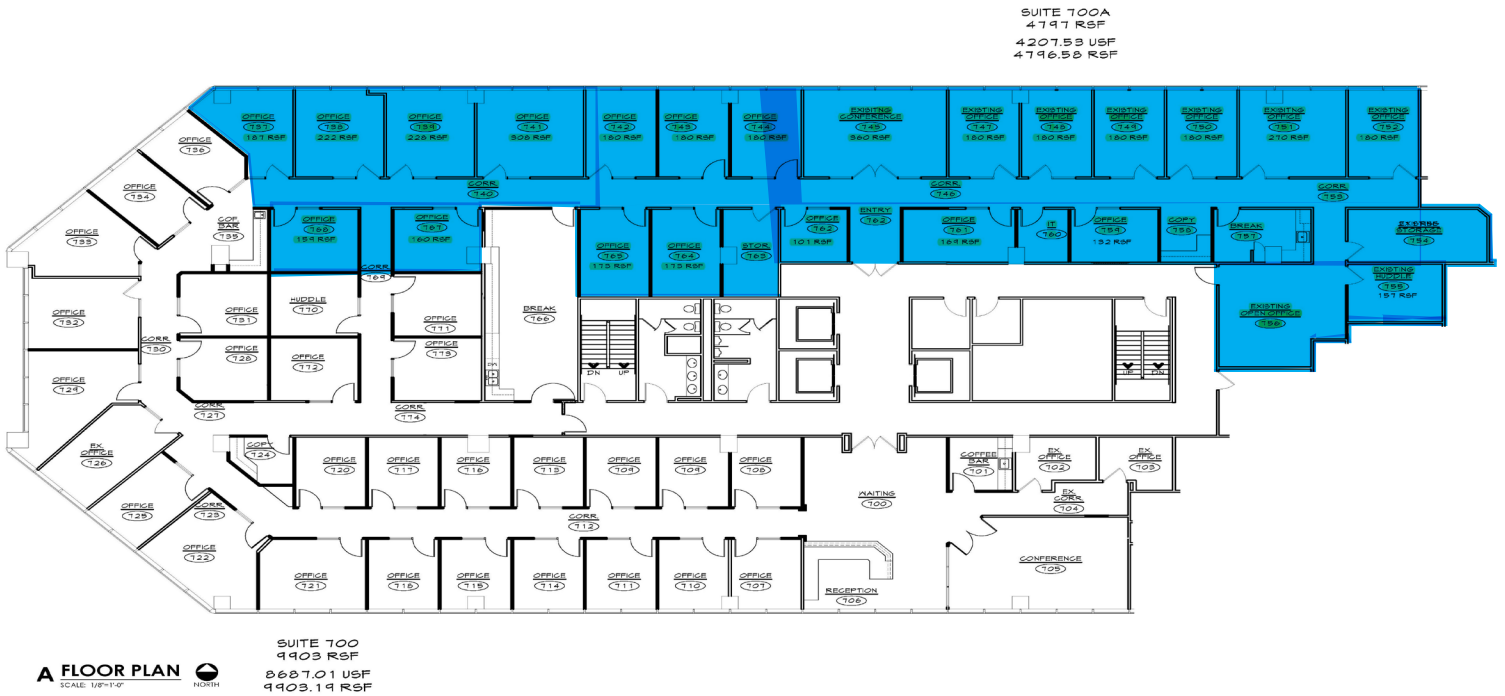 SUITE 700A
4797 RSF
4207.53 USF
4796.58 RSF
OFFICE
737
187 RSF
OFFICE
738
222 RSF
OFFICE
739
228 RSF
OFFICE
741
308 RSF
OFFICE
742
180 RSF
OFFICE
743
180 RSF
OFFICE
744
180 RSF
EXISITNG
CONFERENCE
745
360 RSF
EXISTING
OFFICE
747
180 RSF
EXISTING
OFFICE
748
180 RSF
EXISTING
OFFICE
749
180 RSF
EXISTING
OFFICE
750
180 RSF
EXISITNG
OFFICE
751
270 RSF
EXISTING
OFFICE
752
180 RSF
OFFICE
736
OFFICE
734
OFFICE
733
COF.
BAR
735
CORR.
740
CORR.
746
CORR.
753
OFFICE
768
159 RSF
OFFICE
767
160 RSF
OFFICE
765
173 RSF
OFFICE
764
173 RSF
STOR.
763
OFFICE
762
101 RSF
ENTRY
762
OFFICE
761
169 RSF
IT
760
OFFICE
759
132 RSF
COPY
758
BREAK
757
STORAGE
754
EXISTING
HUDDLE
755
157 RSF
EXISTING
OPEN OFFICE
756
CORR.
769
OFFICE
732
OFFICE
731
HUDDLE
770
OFFICE
771
BREAK
766
CORR.
730
OFFICE
728
OFFICE
772
OFFICE
773
DN UP
UP DN
OFFICE
729
CORR.
727
CORR.
774
EX.
OFFICE
726
COPY
724
OFFICE
720
OFFICE
717
OFFICE
716
OFFICE
713
OFFICE
709
OFFICE
709
OFFICE
708
COFFEE
BAR
701
EX.
OFFICE
702
EX.
OFFICE
703
OFFICE
725
CORR.
723
CORR.
712
WAITING
700
EX.
CORR.
704
OFFICE
722
OFFICE
721
OFFICE
718
OFFICE
715
OFFICE
714
OFFICE
711
OFFICE
710
OFFICE
707
RECEPTION
706
CONFERENCE
705
SUITE 700
9903 RSF
8687.01 USF
9903.19 RSF
A FLOOR PLAN
SCALE: 1/8"=1'-0"
NORTH